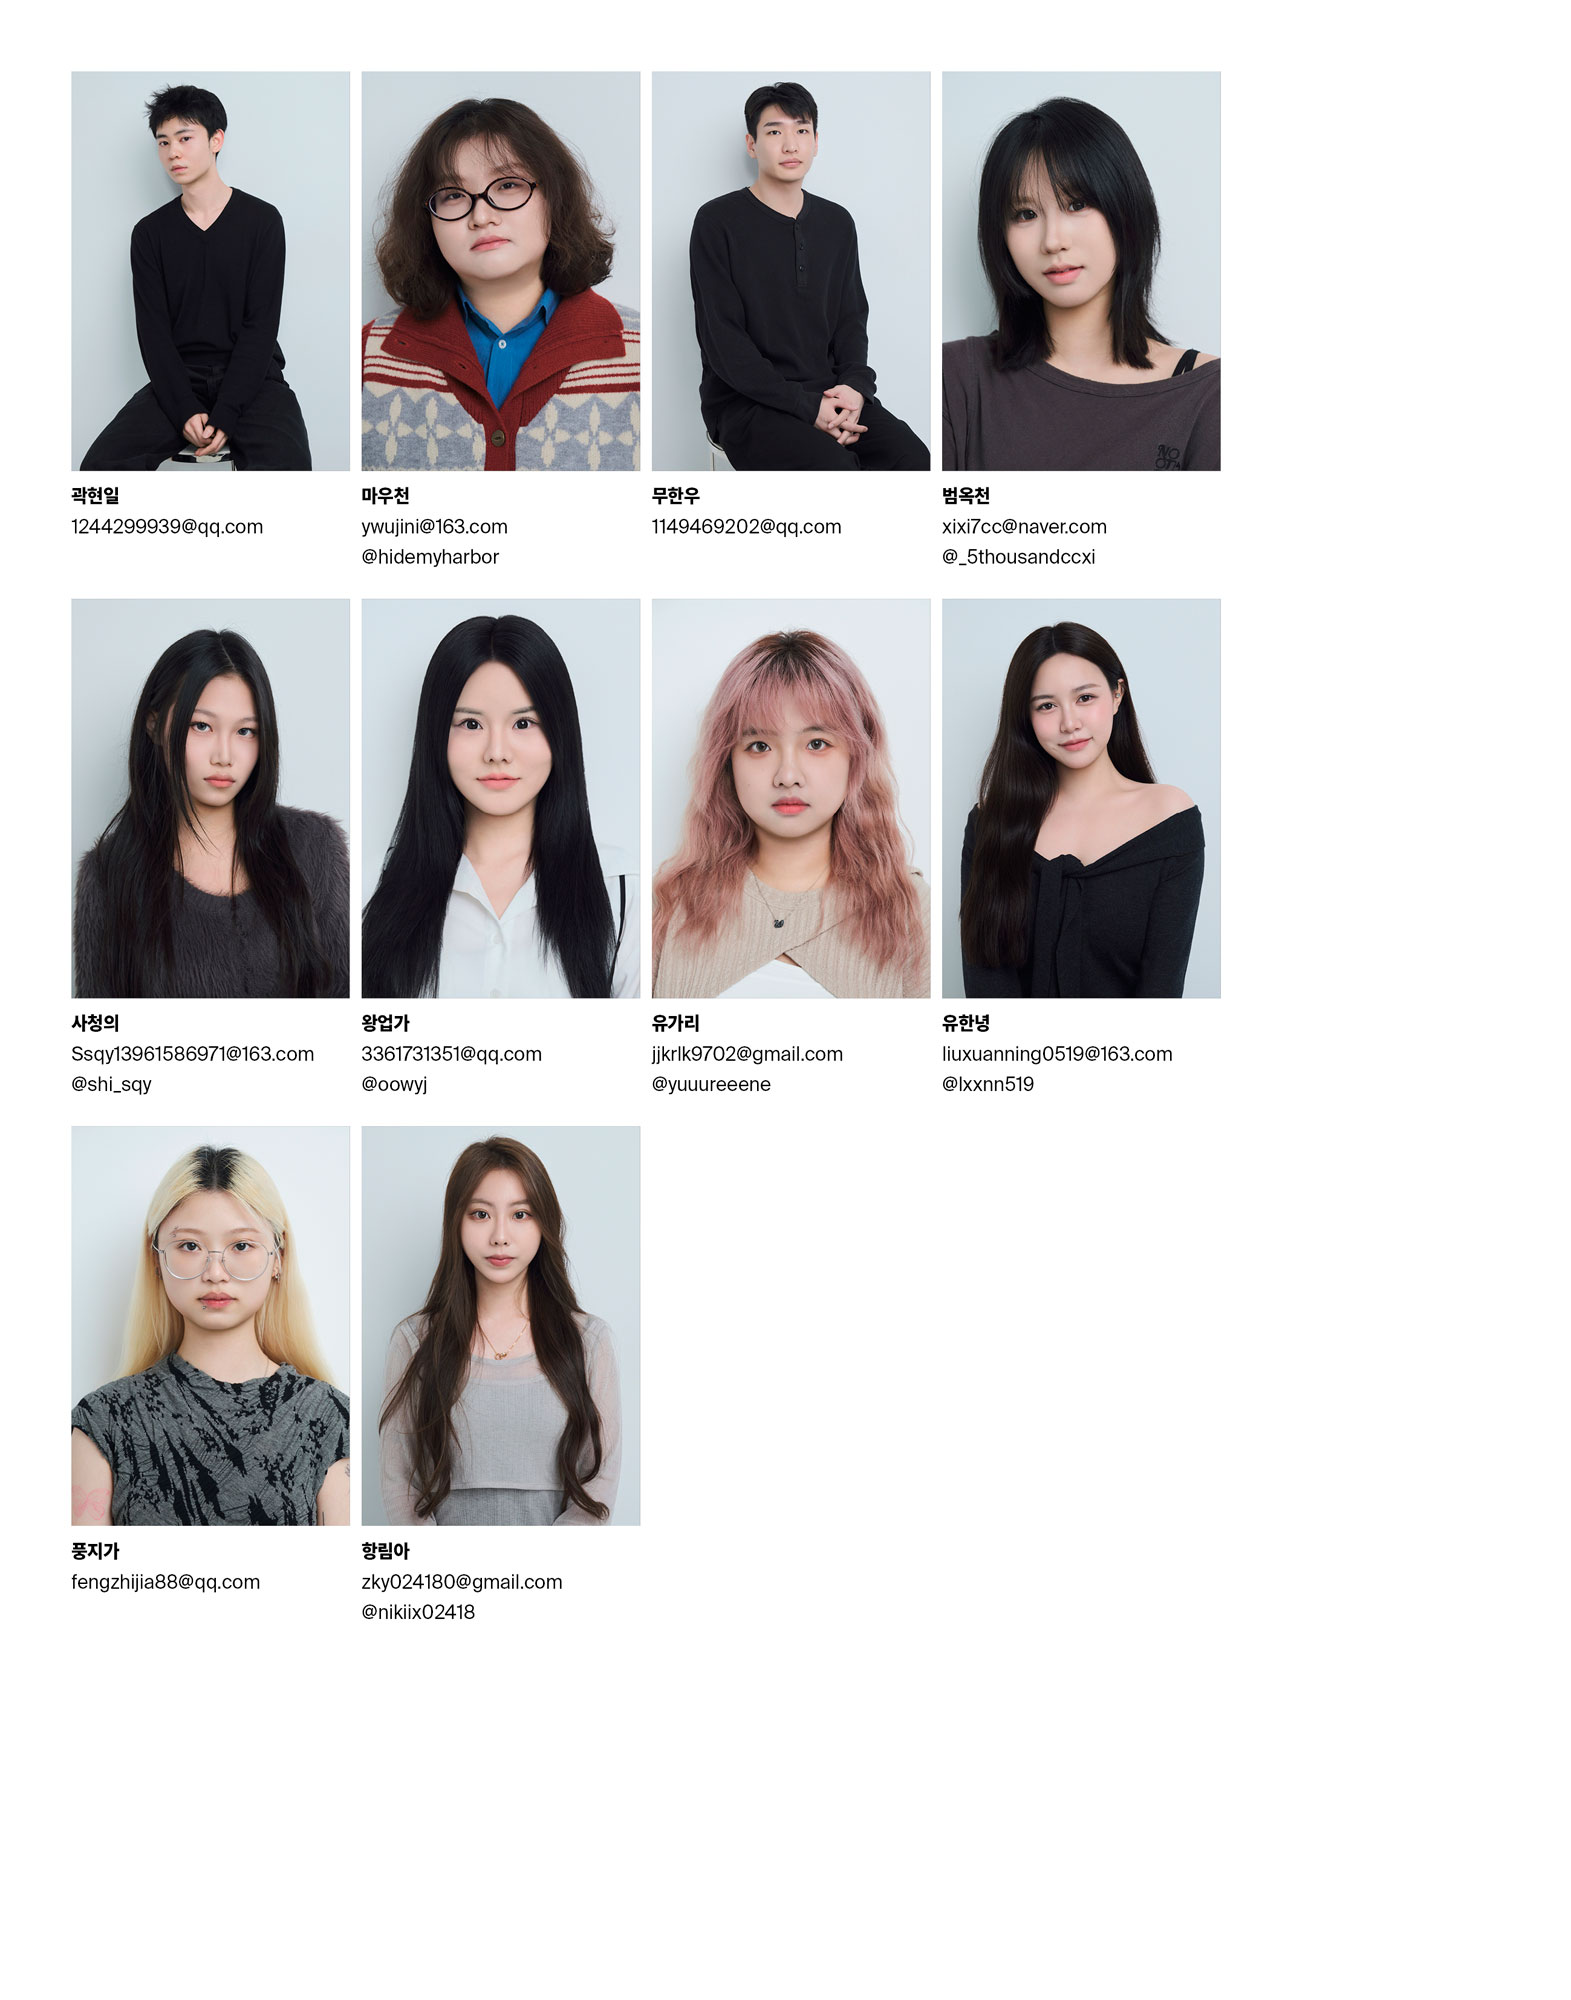 곽현일
1244299939@qq.com
마우천
ywujini@163.com
@hidemyharbor
무한우
1149469202@qq.com
범옥천
xixi7cc@naver.com
@_5thousandccxi
사청의
Ssqy13961586971@163.com
@shi_sqy
왕업가
3361731351@qq.com
@oowyj
유가리
jjkrlk9702@gmail.com
@yuuureeene
유한녕
liuxuanning0519@163.com
@lxxnn519
풍지가
fengzhijia88@qq.com
항림아
zky024180@gmail.com
@nikiix02418